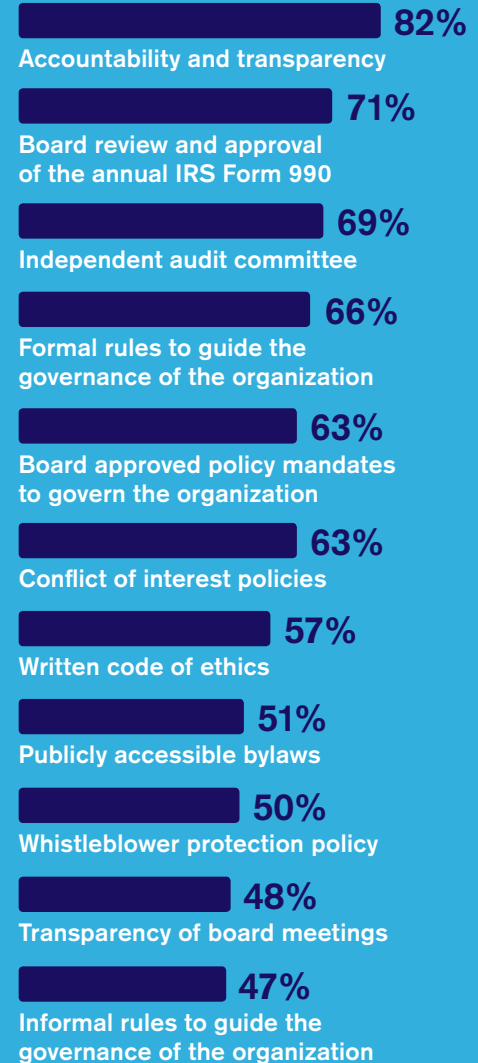 82%
Accountability and transparency
71%
Board review and approval
of the annual IRS Form 990
69%
Independent audit committee
66%
Formal rules to guide the
governance of the organization
63%
Board approved policy mandates
to govern the organization
63%
Conflict of interest policies
57%
Written code of ethics
51%
Publicly accessible bylaws
50%
Whistleblower protection policy
48%
Transparency of board meetings
47%
Informal rules to guide the
governance of the organization